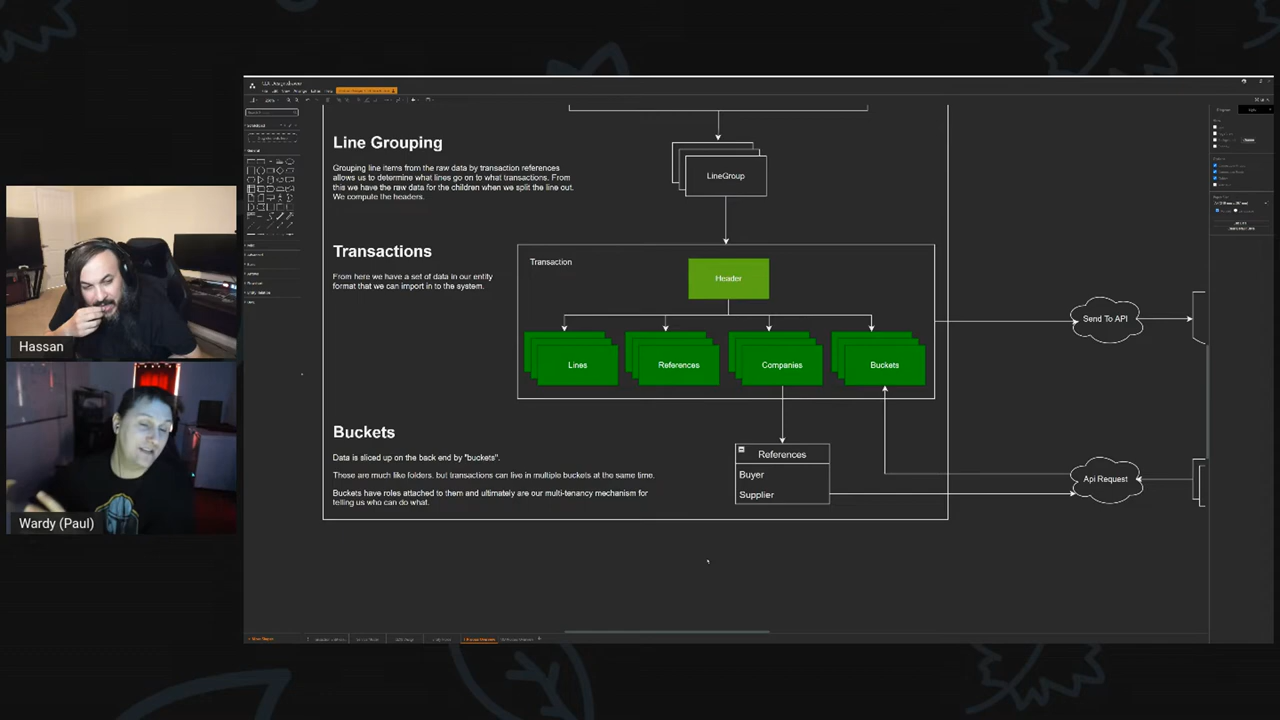 Line Grouping
Grouping line items from the raw data by transaction references
allows us to determine what lines go on to what transactions. From
this we have the raw data for the children when we split the line out.
We compute the headers.
LineGroup
Transactions
From here we have a set of data in our entity
format that we can import in to the system.
Transaction
Header
Lines
References
Companies
Buckets
Send To API
Hassan
Buckets
Data is sliced up on the back end by "buckets".
These are much like folders, but transactions can live in multiple buckets at the same time.
Buckets have roles attached to them and ultimately are our multi-tenancy mechanism for
telling us who can do what.
References
Buyer
Supplier
Api Request
Wardy (Paul)